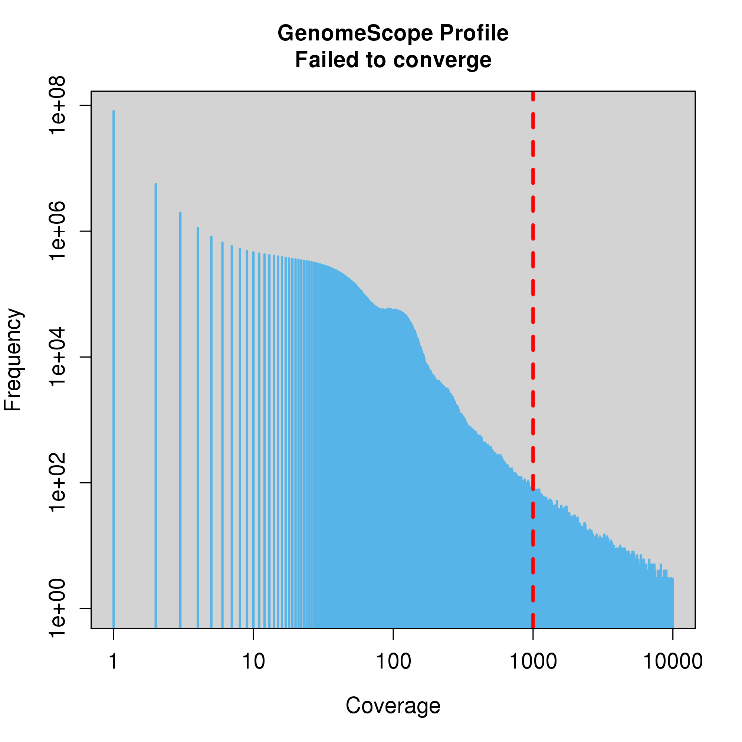 GenomeScope Profile
Failed to converge
1e+08
1e+06
1e+04
1e+02
1e+00
Frequency
1 10 100 1000 10000
Coverage